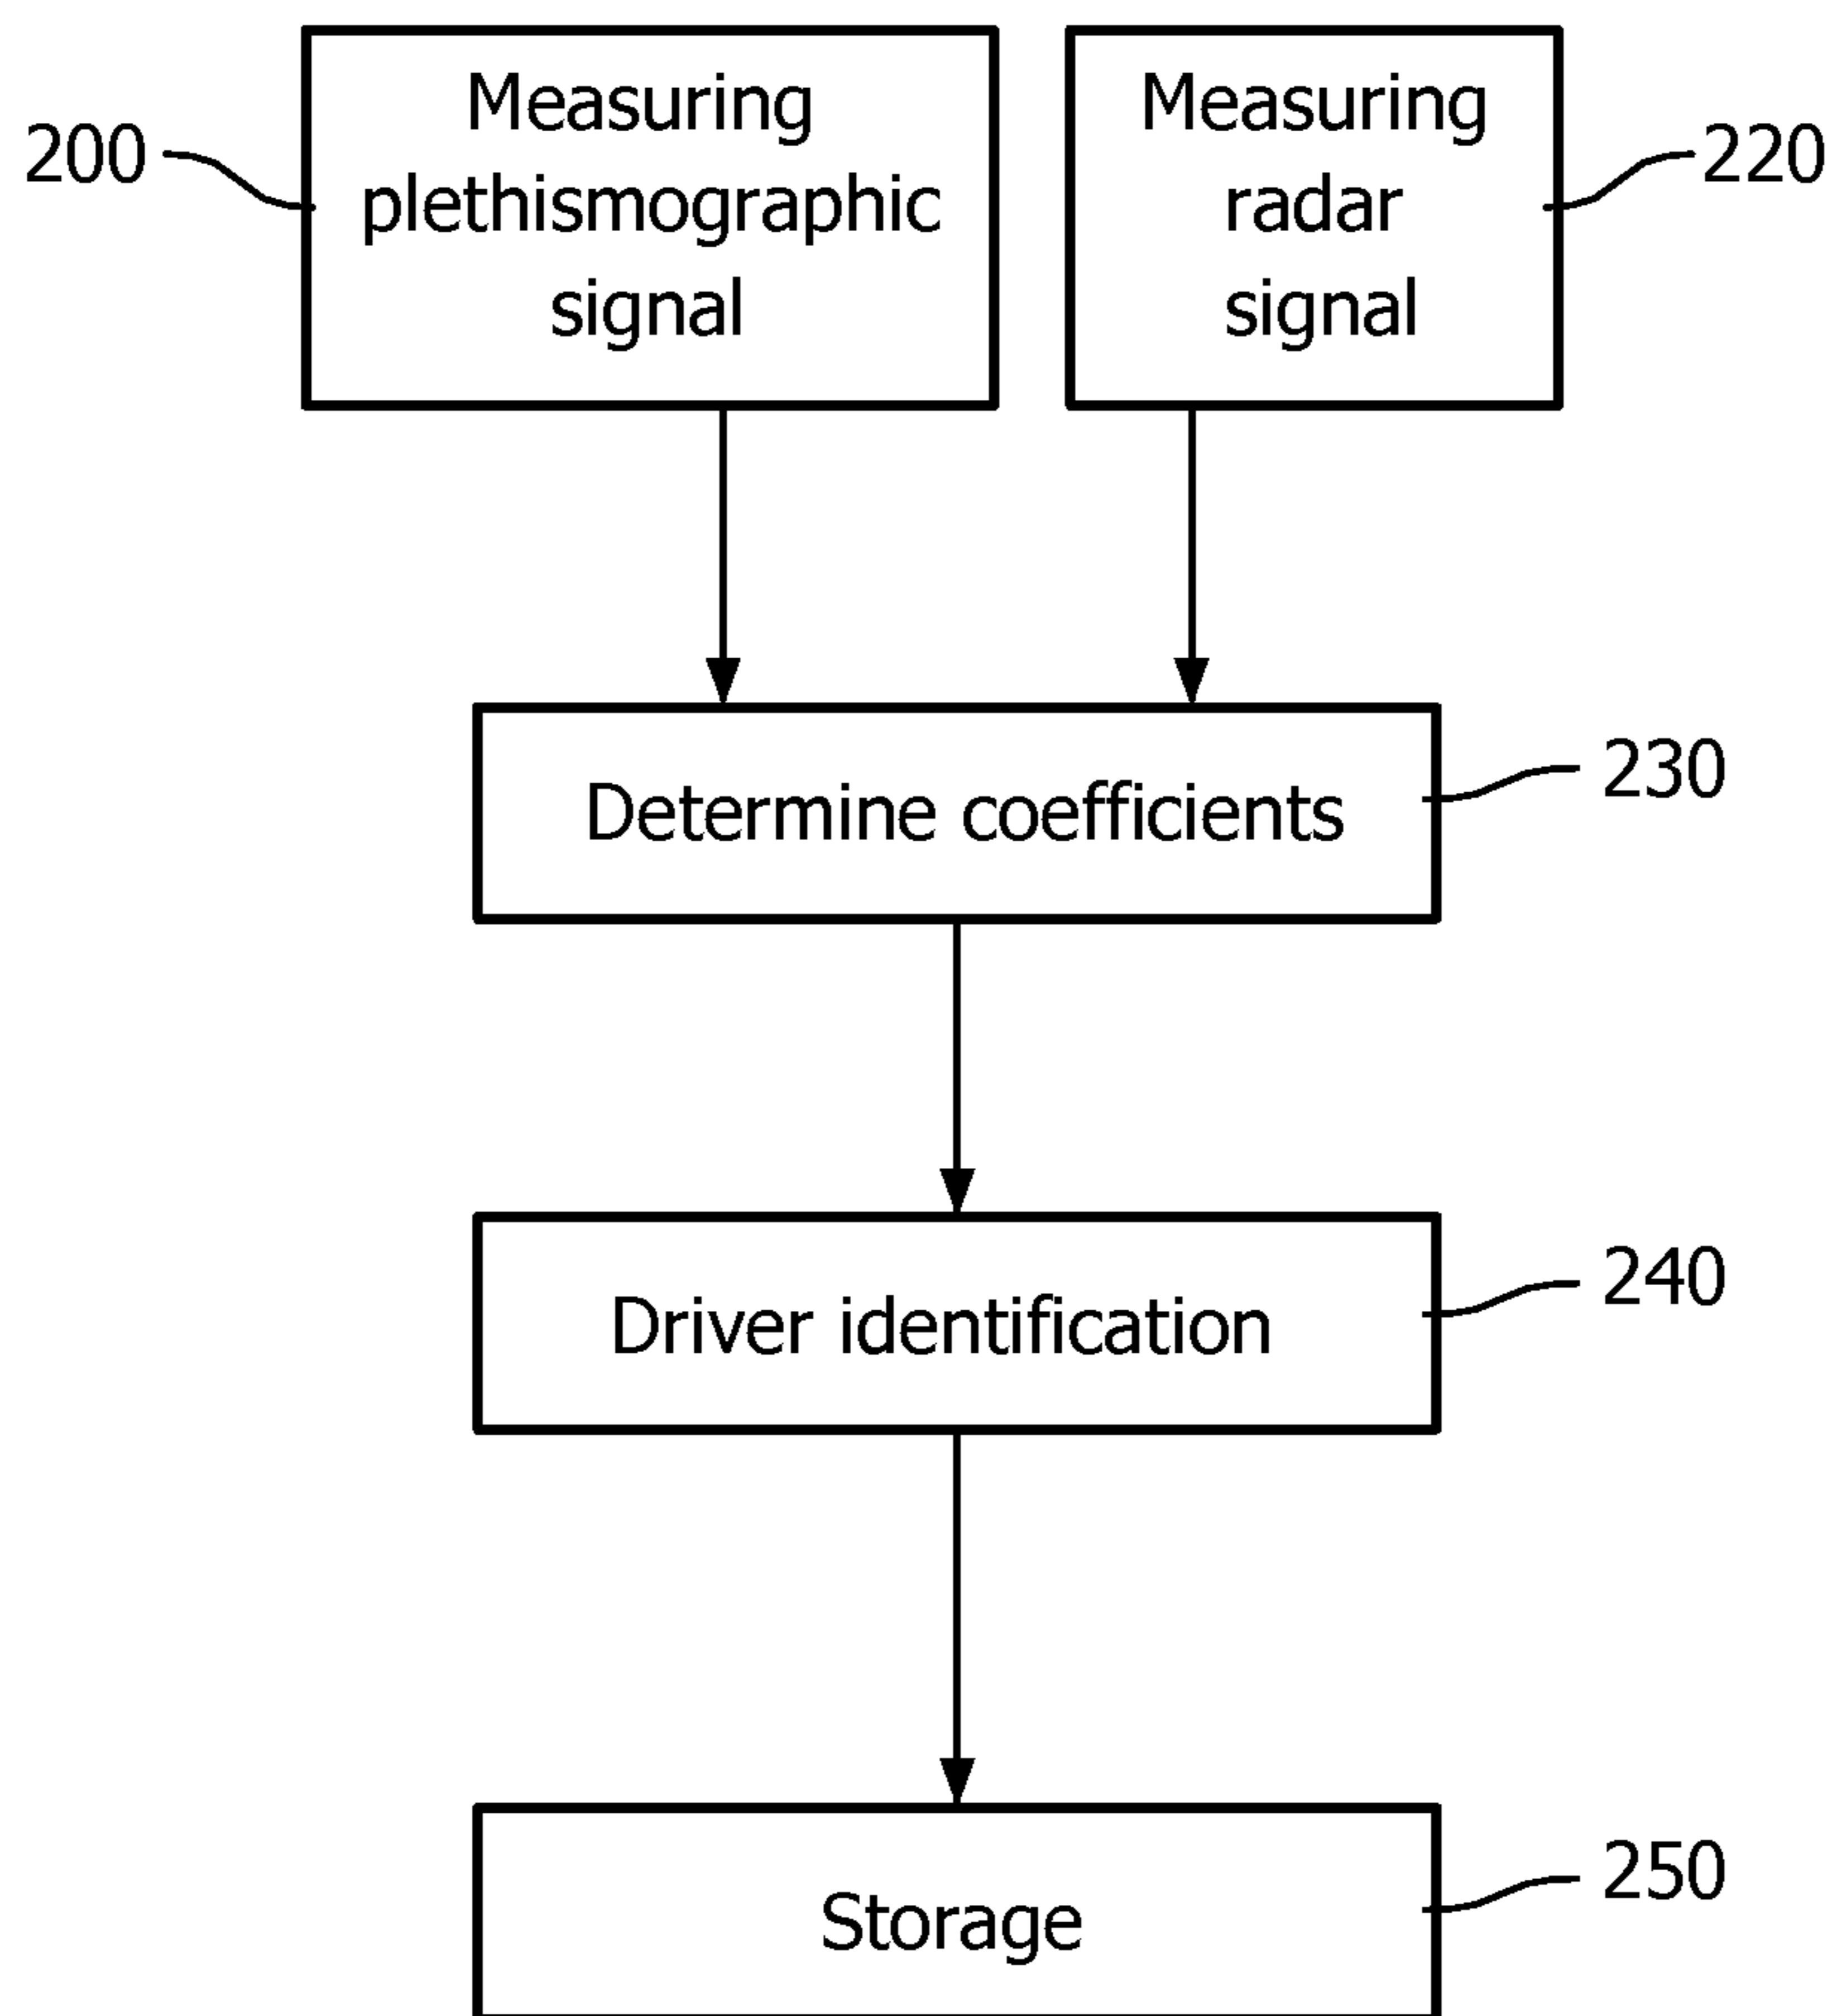 Measuring
plethismographic
signal
200
Measuring
radar
signal
220
Determine coefficients
230
Driver identification
240
Storage
250